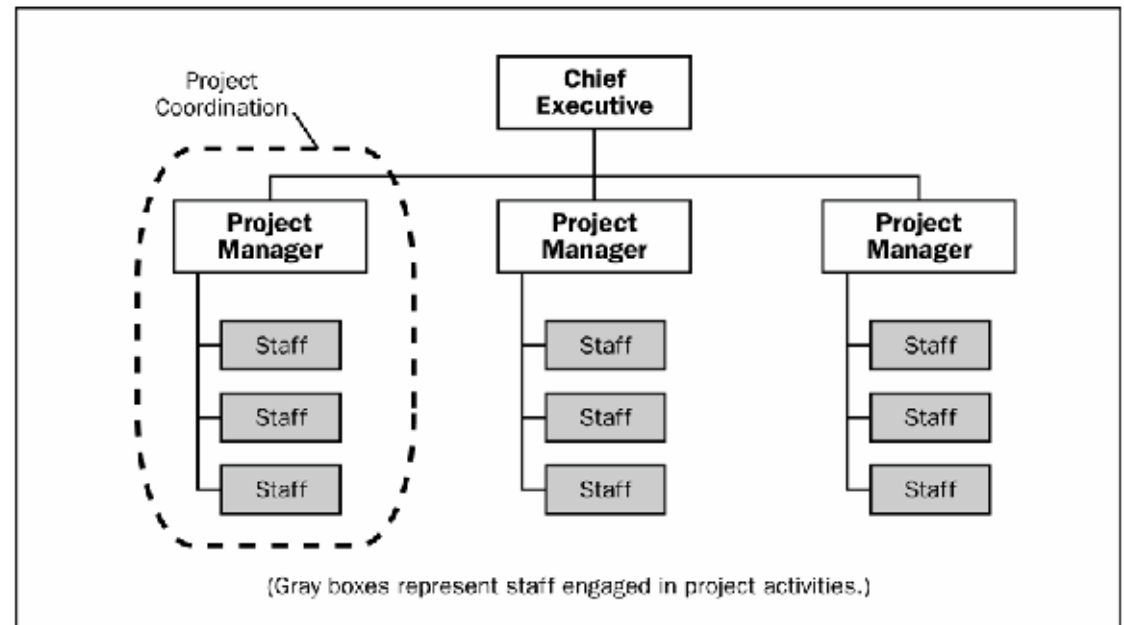 Project
Coordination
Chief
Executive
Project
Manager
Project
Manager
Project
Manager
Staff
Staff
Staff
Staff
Staff
Staff
Staff
Staff
Staff
(Gray boxes represent staff engaged in project activities.)